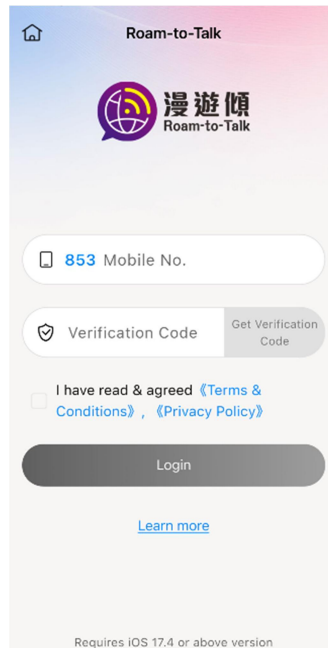 Roam-to-Talk
漫遊傾
Roam-to-Talk
853 Mobile No.
Verification Code
Get Verification
Code
I have read & agreed 《Terms &
Conditions》, 《Privacy Policy》
Login
Learn more
Requires iOS 17.4 or above version